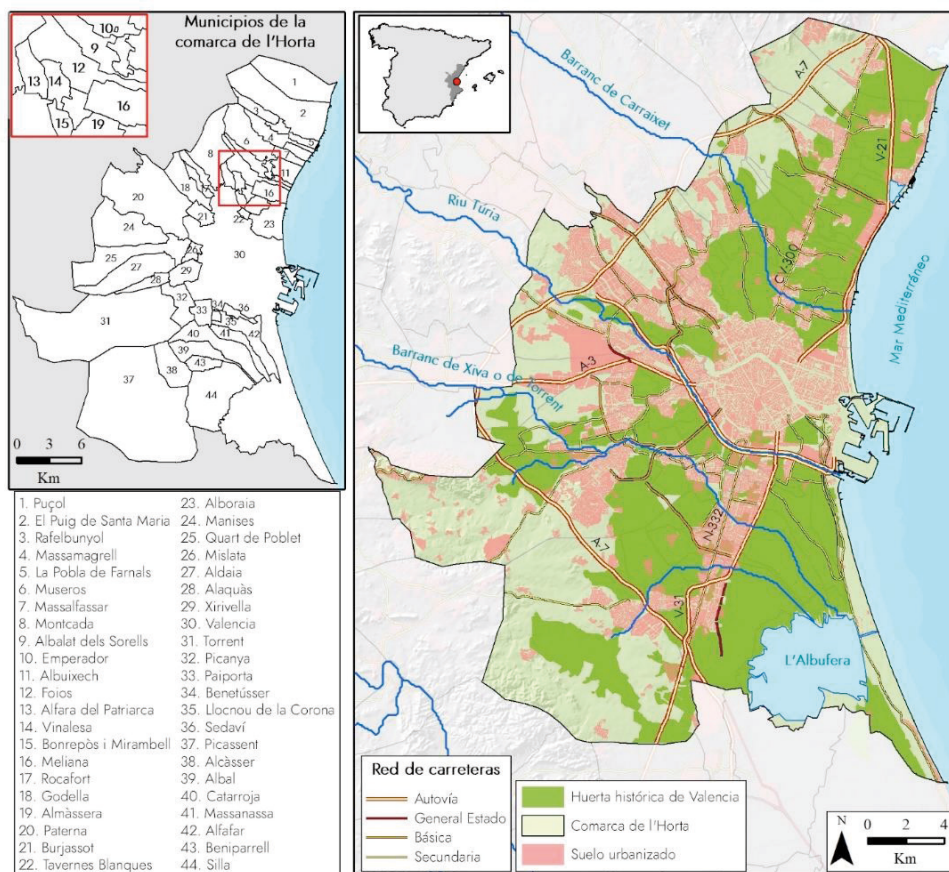 Municipios de la
comarca de l'Horta
10
9
12
13
14
16
15
19
1
2
3
4
5
6
8
11
17
18
16
20
21
22
23
24
25
26
27
28
29
30
31
32
33
34
35
36
37
38
39
40
41
42
43
44
0 3 6
Km
1. Puçol
2. El Puig de Santa Maria
3. Rafelbunyol
4. Massamagrell
5. La Pobla de Farnals
6. Museros
7. Massalfassar
8. Montcada
9. Albalat dels Sorells
10. Emperador
11. Albuixech
12. Foios
13. Alfara del Patriarca
14. Vinalesa
15. Bonrepòs i Mirambell
16. Meliana
17. Rocafort
18. Godella
19. Almàssera
20. Paterna
21. Burjassot
22. Tavernes Blanques
23. Alboraia
24. Manises
25. Quart de Poblet
26. Mislata
27. Aldaia
28. Alaquàs
29. Xirivella
30. Valencia
31. Torrent
32. Picanya
33. Paiporta
34. Benetússer
35. Llocnou de la Corona
36. Sedaví
37. Picassent
38. Alcàsser
39. Albal
40. Catarroja
41. Massanassa
42. Alfafar
43. Beniparrell
44. Silla
Barranc de Carraixet
A-7
V-21
Riu Túria
CV-300
Mar Mediterráneo
Barranc de Xiva o de Torrent
A-3
A-7
N-332
V-31
L'Albufera
Red de carreteras
Autovía
General Estado
Básica
Secundaria
Huerta histórica de Valencia
Comarca de l'Horta
Suelo urbanizado
N
0 2 4
Km